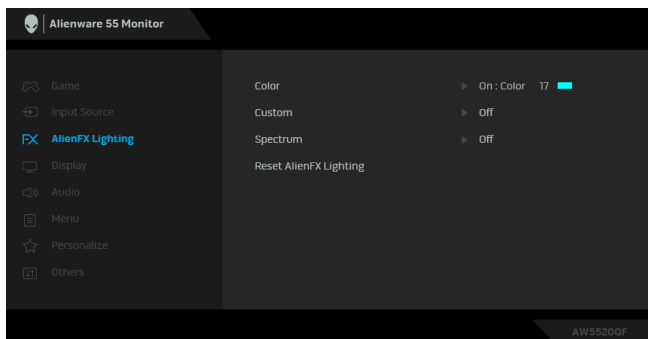 Alienware 55 Monitor
Game
Color On : Color 17
Input Source
Custom Off
FX AlienFX Lighting
Spectrum Off
Display
Reset AlienFX Lighting
Audio
Menu
Personalize
Others
AW5520QF